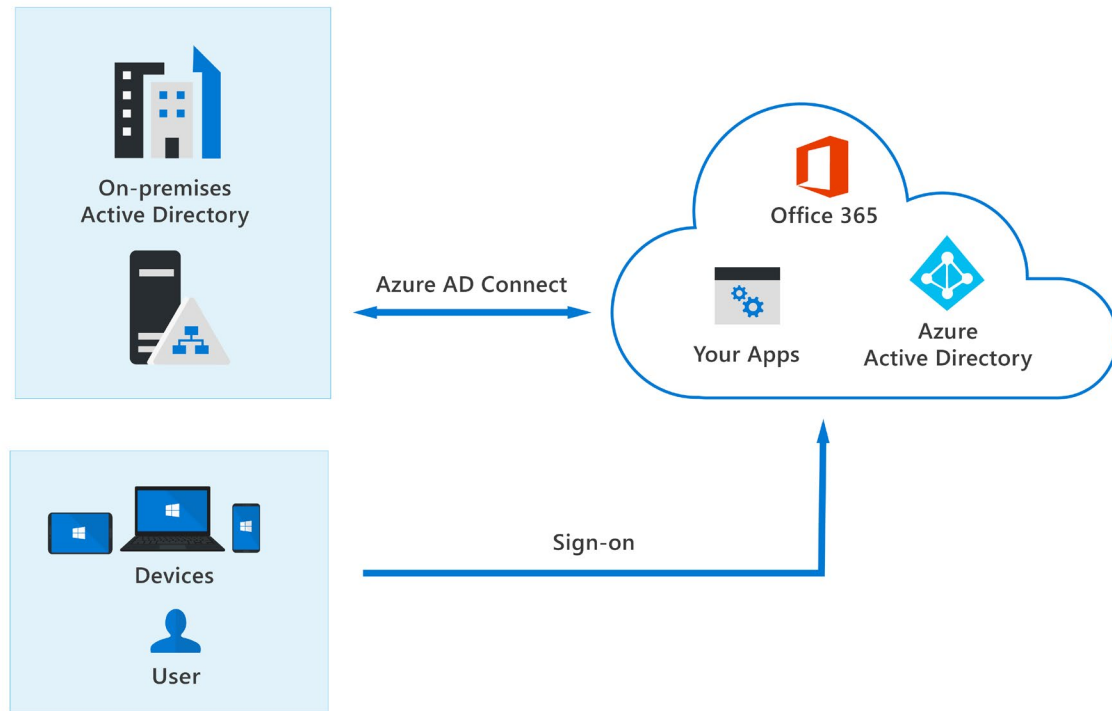 On-premises
Active Directory
Azure AD Connect
Office 365
Your Apps
Azure
Active Directory
Devices
User
Sign-on